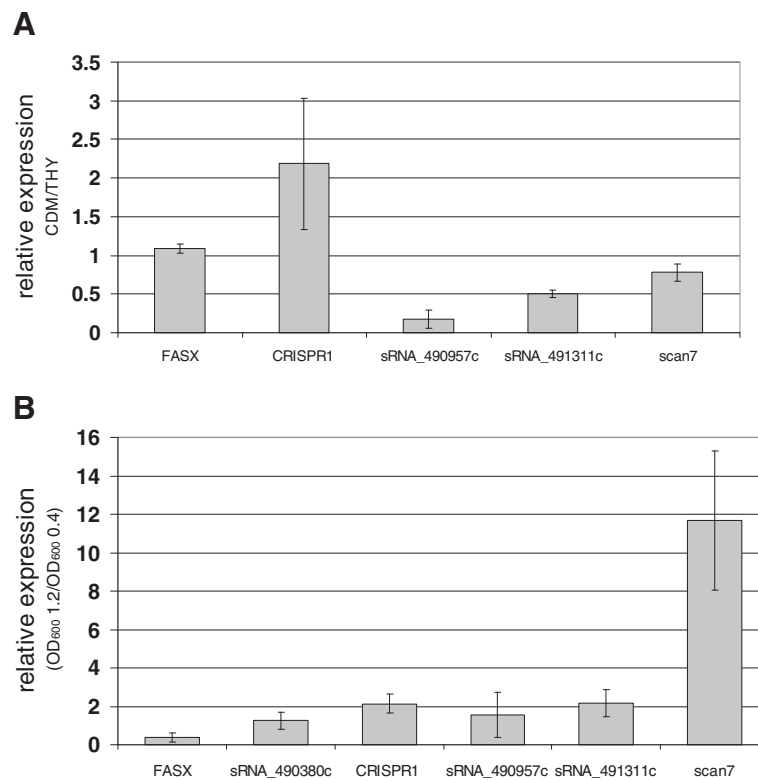 A
relative expression
CDM/THY
3.5
3
2.5
2
1.5
1
0.5
0
FASX CRISPR1 sRNA_490957c sRNA_491311c scan7
B
relative expression
(OD600 1.2/OD600 0.4)
16
14
12
10
8
6
4
2
0
FASX sRNA_490380c CRISPR1 sRNA_490957c sRNA_491311c scan7